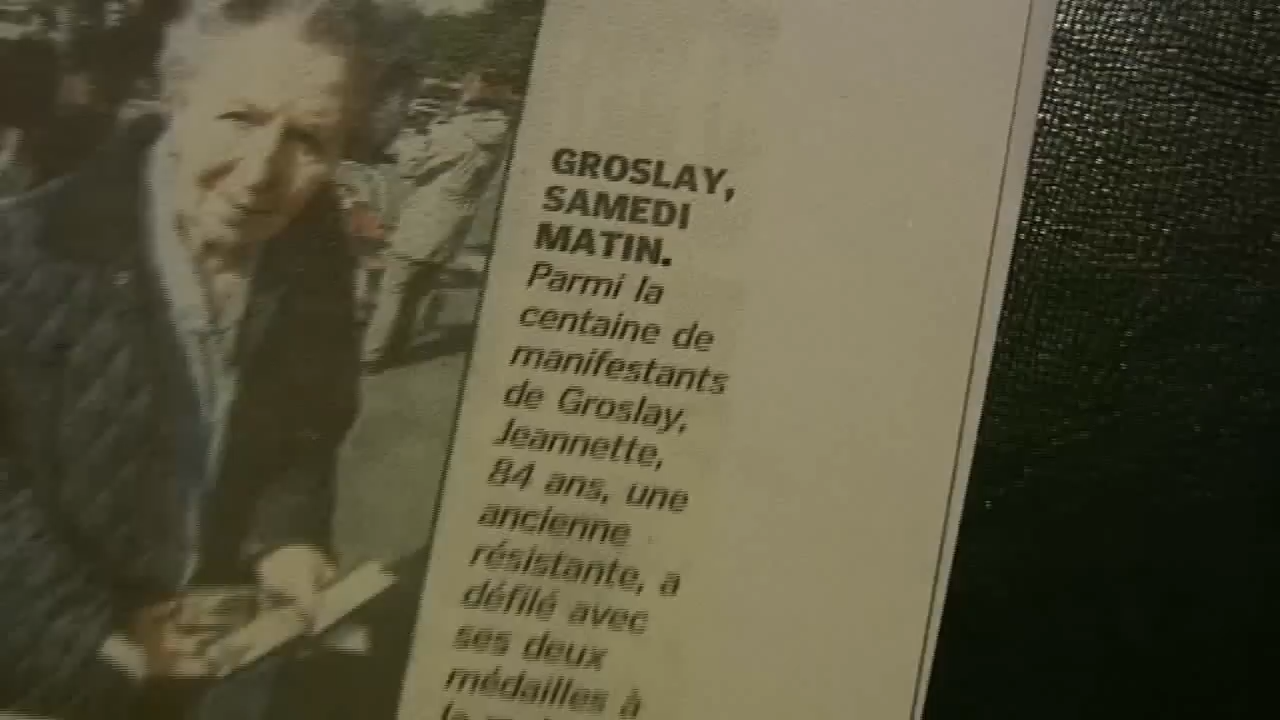 GROSLAY,
SAMEDI
MATIN.
Parmi la
centaine de
manifestants
de Groslay,
Jeannette,
84 ans, une
ancienne
résistante, a
défilé avec
ses deux
médailles à
la